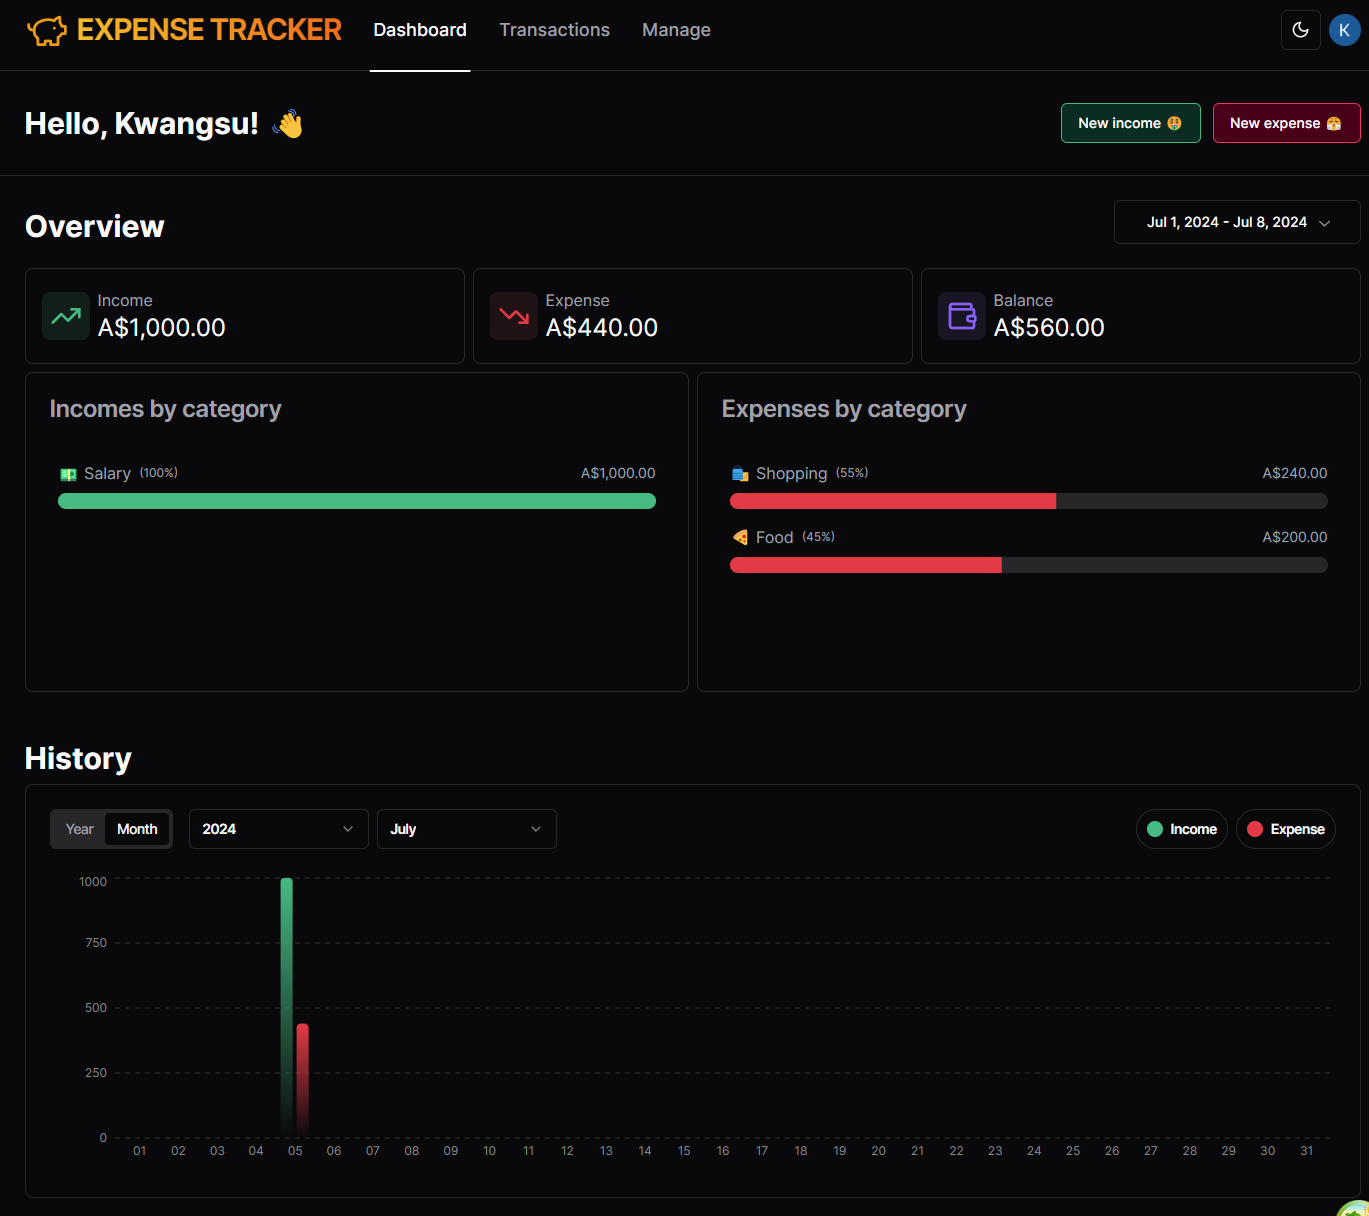 EXPENSE TRACKER Dashboard Transactions Manage K
Hello, Kwangsu! 👋 New income 🤑 New expense 😤
Overview Jul 1, 2024 - Jul 8, 2024
Income Expense Balance
A$1,000.00 A$440.00 A$560.00
Incomes by category Expenses by category
💵 Salary (100%) A$1,000.00 🛍️ Shopping (55%) A$240.00
🍕 Food (45%) A$200.00
History
Year Month 2024 July Income Expense
1000
750
500
250
0
01 02 03 04 05 06 07 08 09 10 11 12 13 14 15 16 17 18 19 20 21 22 23 24 25 26 27 28 29 30 31